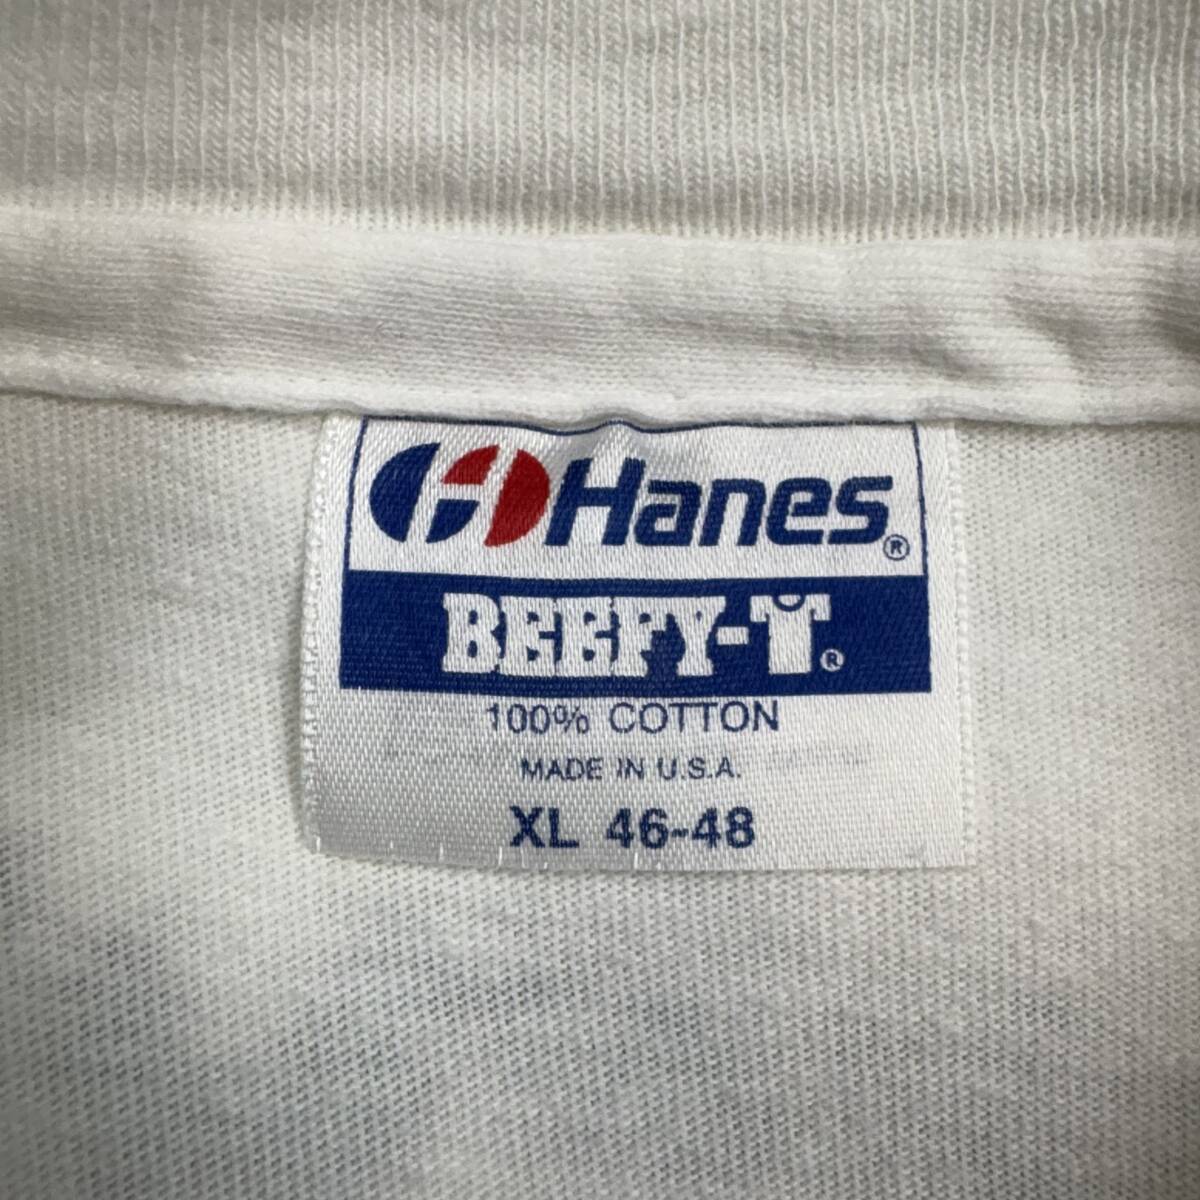 Hanes®
BEEFY-T®
100% COTTON
MADE IN U.S.A.
XL 46-48